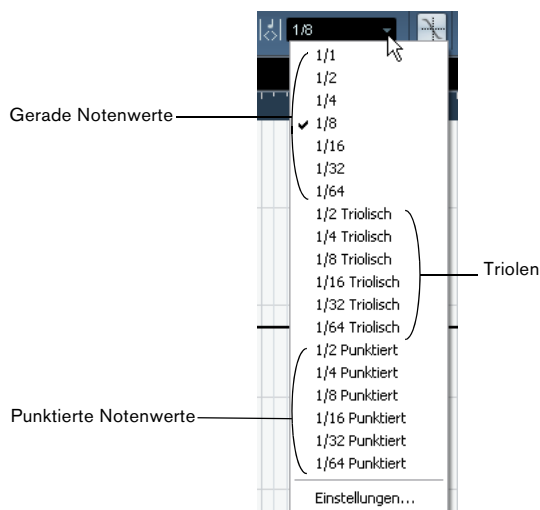 1/8
1/1
1/2
1/4
Gerade Notenwerte
1/8
1/16
1/32
1/64
1/2 Triolisch
1/4 Triolisch
1/8 Triolisch
Triolen
1/16 Triolisch
1/32 Triolisch
1/64 Triolisch
1/2 Punktiert
1/4 Punktiert
1/8 Punktiert
Punktierte Notenwerte
1/16 Punktiert
1/32 Punktiert
1/64 Punktiert
Einstellungen...